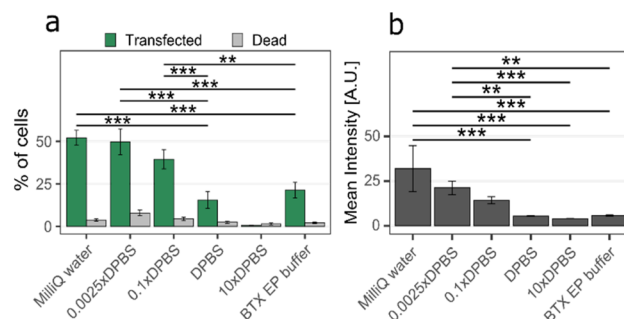 a
Transfected Dead
**
***
***
***
***
***
% of cells
50
25
0
MilliQ water
0.0025xDPBS
0.1xDPBS
DPBS
10xDPBS
BTX EP buffer
b
**
***
**
***
***
***
Mean Intensity [A.U.]
50
25
0
MilliQ water
0.0025xDPBS
0.1xDPBS
DPBS
10xDPBS
BTX EP buffer